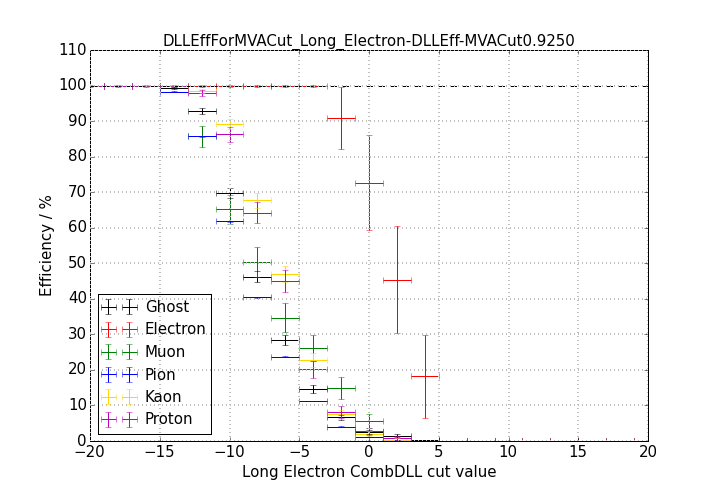 DLLEffForMVACut_Long_Electron-DLLEff-MVACut0.9250
110
100
90
80
70
60
50
40
30
20
10
0
Efficiency / %
Ghost
Electron
Muon
Pion
Kaon
Proton
−20 −15 −10 −5 0 5 10 15 20
Long Electron CombDLL cut value